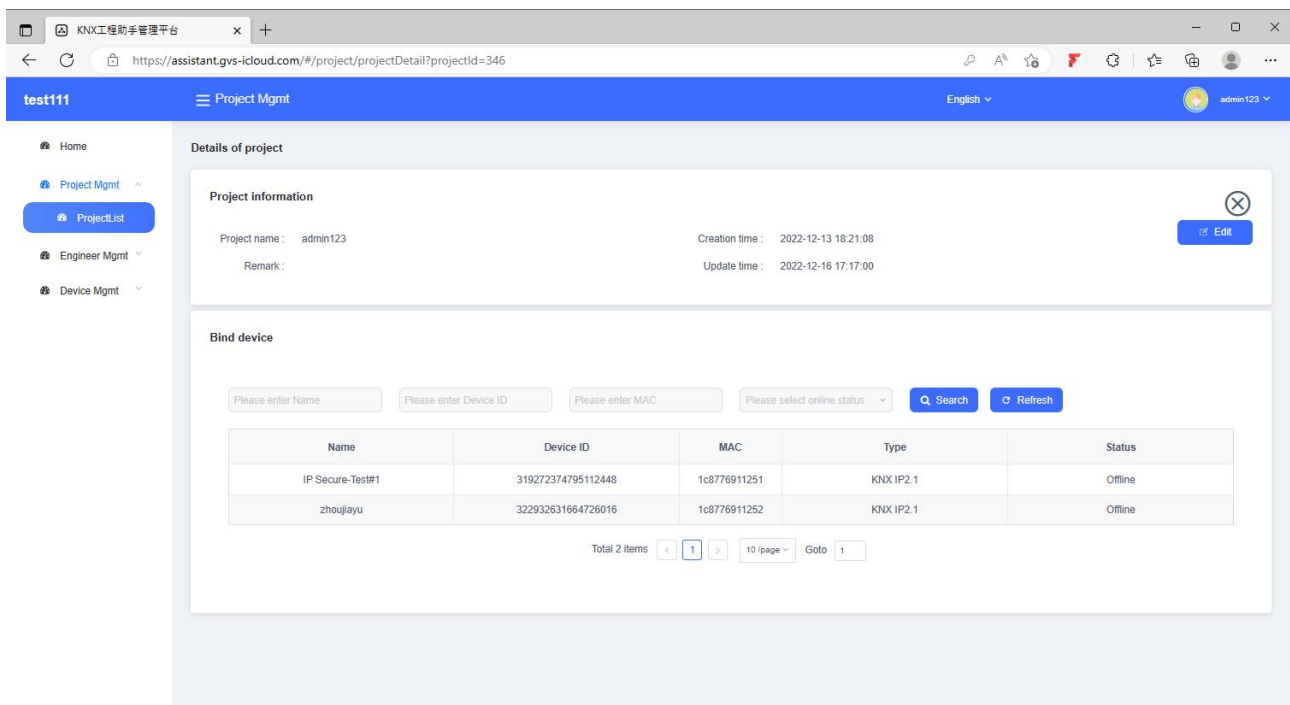 KNX工程助手管理平台
https://assistant.gvs-icloud.com/#/project/projectDetail?projectId=346
test111 Project Mgmt English admin123
Home
Project Mgmt
ProjectList
Engineer Mgmt
Device Mgmt
Details of project
Project information
Edit
Project name : admin123 Creation time : 2022-12-13 18:21:08
Remark : Update time : 2022-12-16 17:17:00
Bind device
Please enter Name Please enter Device ID Please enter MAC Please select online status Search Refresh
Name Device ID MAC Type Status
IP Secure-Test#1 319272374795112448 1c8776911251 KNX IP2.1 Offline
zhoujiayu 322932631664726016 1c8776911252 KNX IP2.1 Offline
Total 2 items < 1 > 10 /page Goto 1